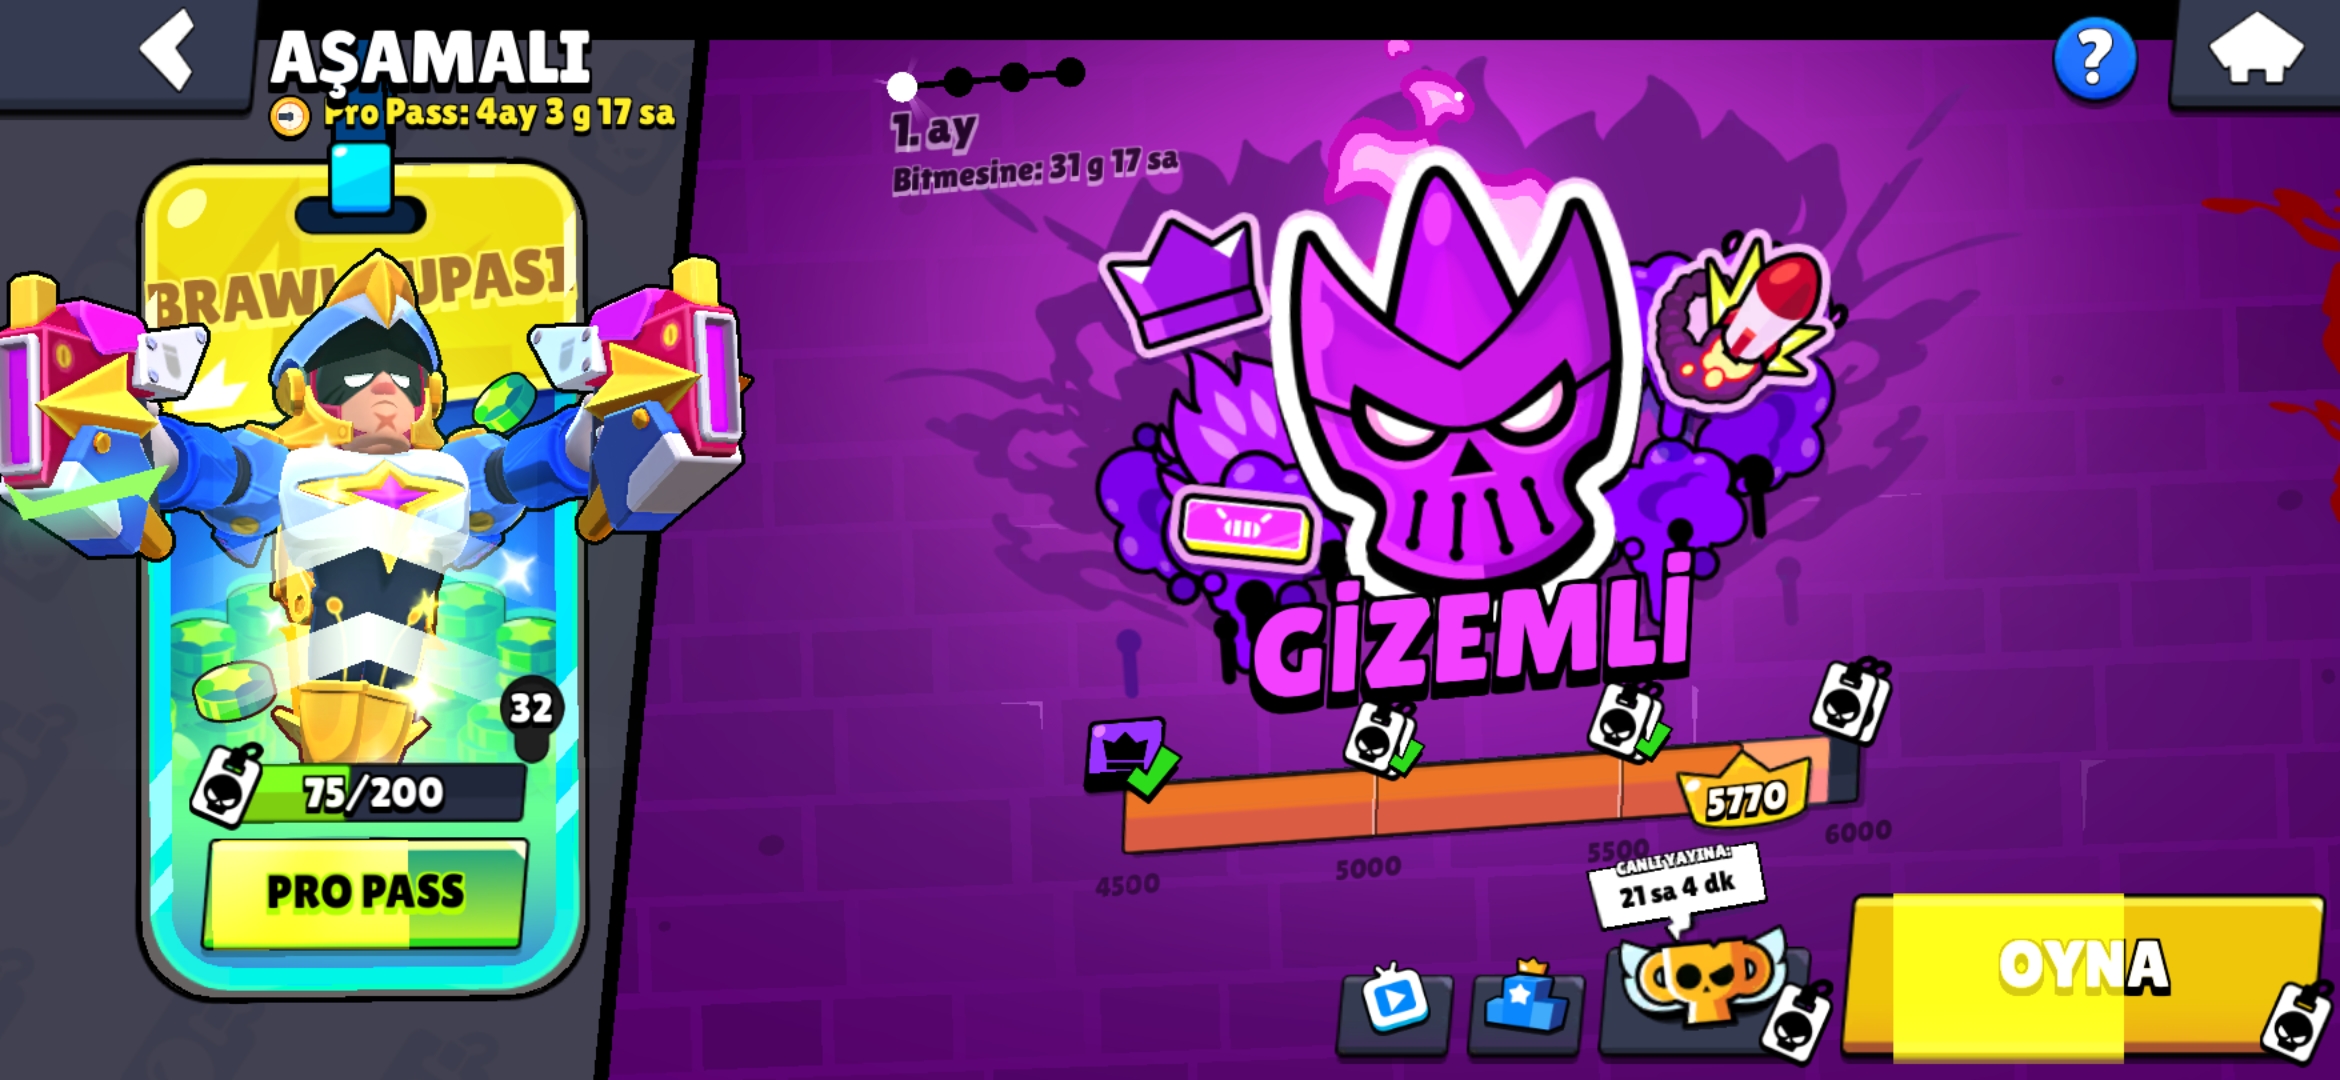 AŞAMALI
Pro Pass: 4ay 3 g 17 sa
1. ay
Bitmesine: 31 g 17 sa
?
BRAWL UPASI
32
75/200
PRO PASS
GİZEMLİ
5770
4500
5000
5500
6000
CANLI YAYINA:
21 sa 4 dk
OYNA